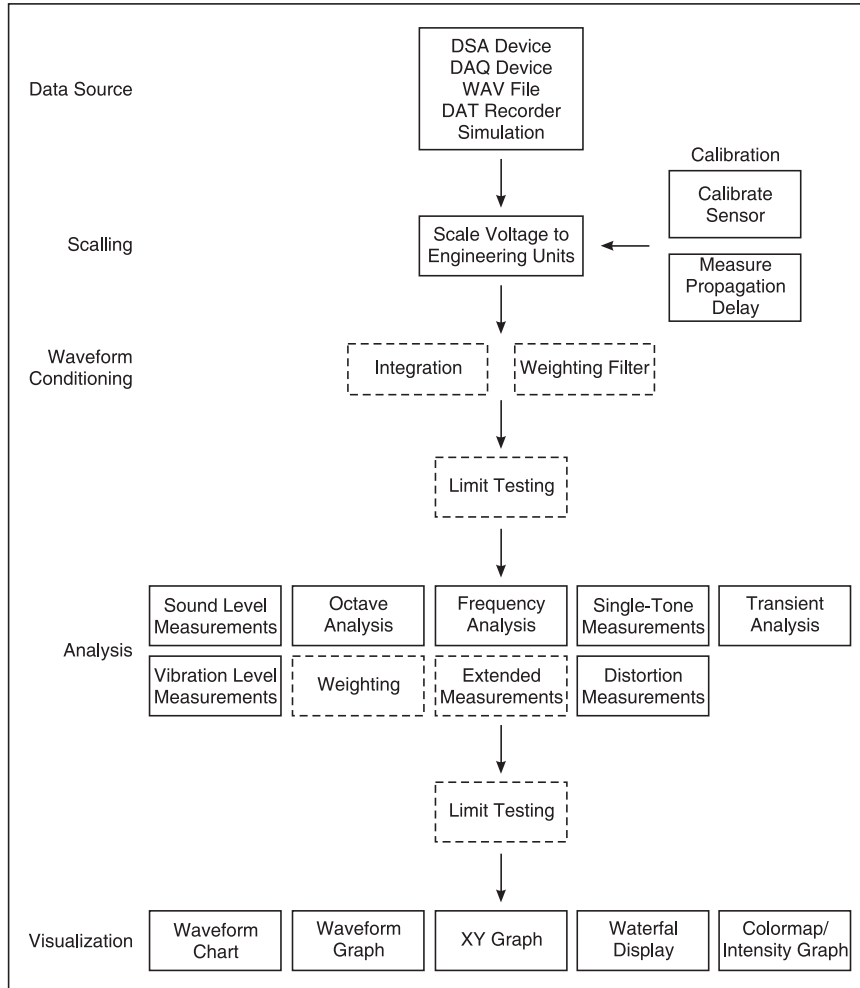 Data Source
DSA Device
DAQ Device
WAV File
DAT Recorder
Simulation
Calibration
Calibrate
Sensor
Scalling
Scale Voltage to
Engineering Units
Measure
Propagation
Delay
Waveform
Conditioning
Integration
Weighting Filter
Limit Testing
Analysis
Sound Level
Measurements
Octave
Analysis
Frequency
Analysis
Single-Tone
Measurements
Transient
Analysis
Vibration Level
Measurements
Weighting
Extended
Measurements
Distortion
Measurements
Limit Testing
Visualization
Waveform
Chart
Waveform
Graph
XY Graph
Waterfal
Display
Colormap/
Intensity Graph